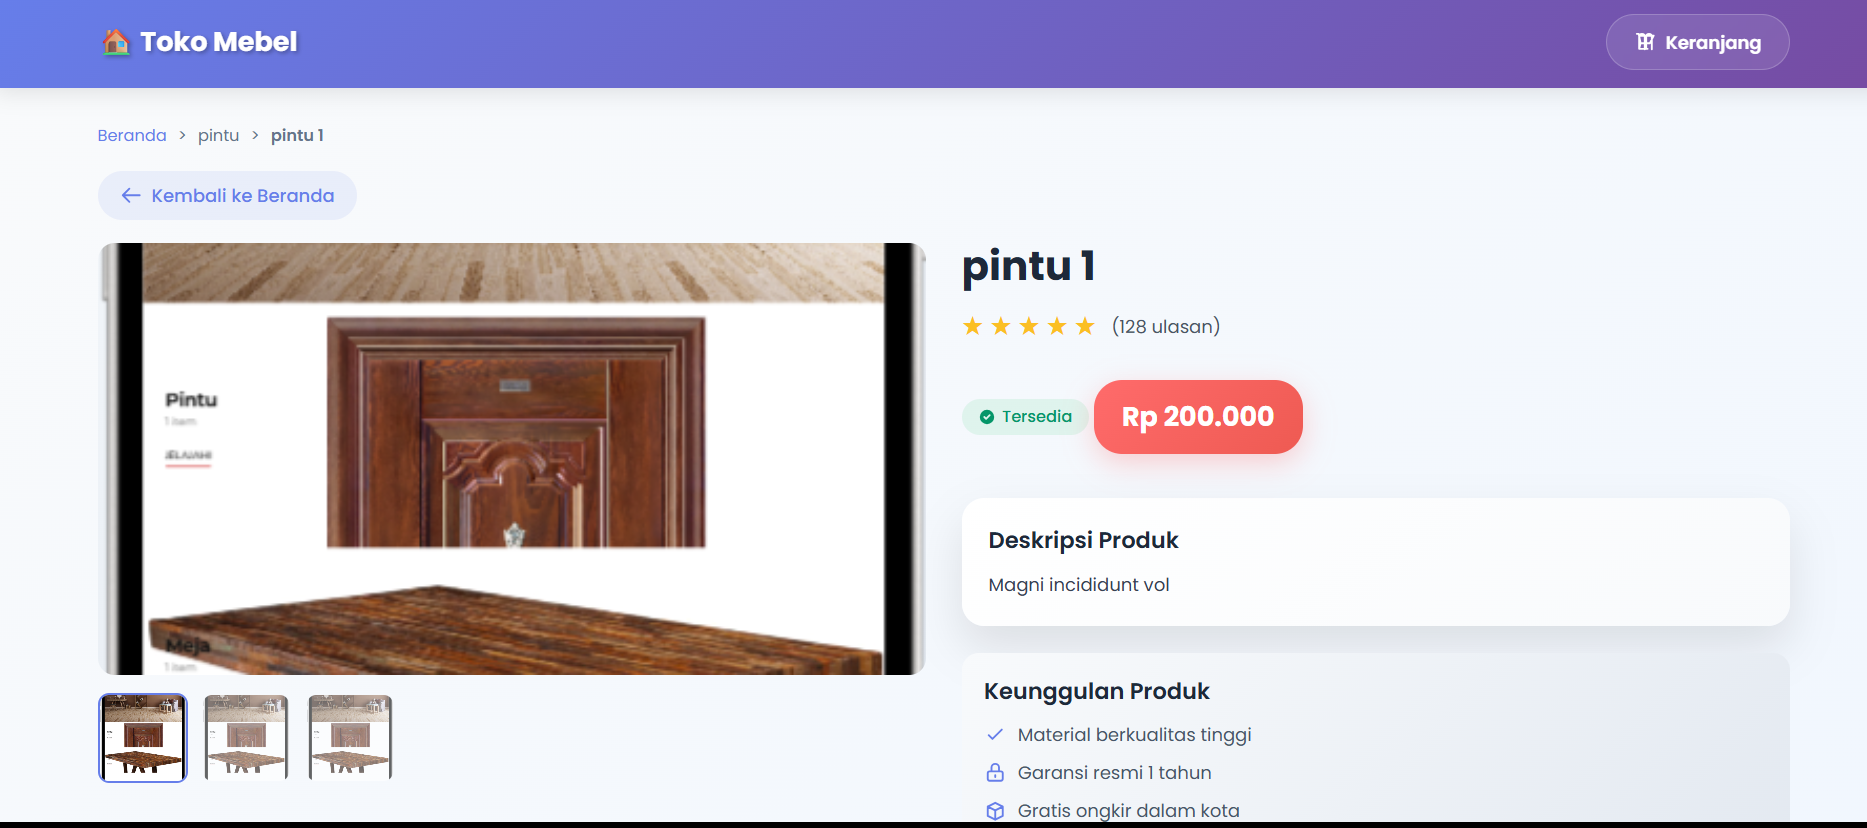 Toko Mebel
Keranjang
Beranda > pintu > pintu 1
← Kembali ke Beranda
Pintu
1 item
JELAJAHI
Meja
1 item
pintu 1
★★★★★ (128 ulasan)
Tersedia
Rp 200.000
Deskripsi Produk
Magni incididunt vol
Keunggulan Produk
Material berkualitas tinggi
Garansi resmi 1 tahun
Gratis ongkir dalam kota